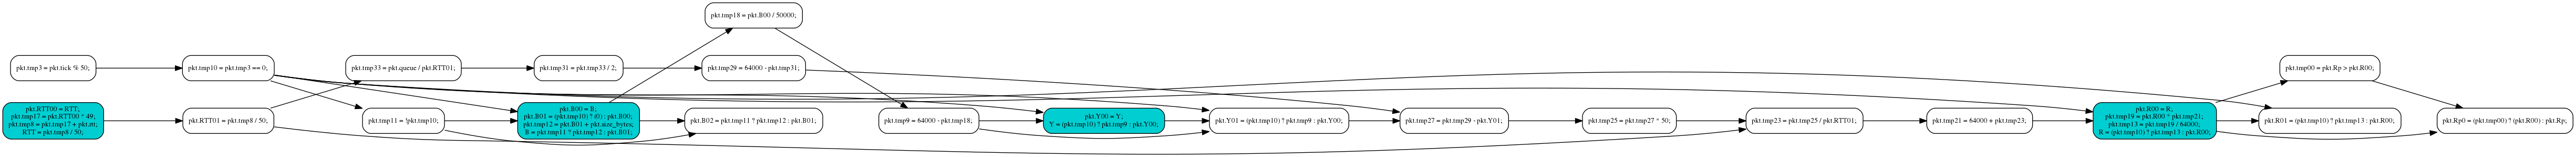 pkt.tmp18 = pkt.B00 / 50000;
pkt.tmp3 = pkt.tick % 50;
pkt.tmp10 = pkt.tmp3 == 0;
pkt.tmp33 = pkt.queue / pkt.RTT01;
pkt.tmp31 = pkt.tmp33 / 2;
pkt.tmp29 = 64000 - pkt.tmp31;
pkt.tmp00 = pkt.Rp > pkt.R00;
pkt.RTT00 = RTT;
pkt.tmp17 = pkt.RTT00 * 49;
pkt.tmp8 = pkt.tmp17 + pkt.rtt;
RTT = pkt.tmp8 / 50;
pkt.RTT01 = pkt.tmp8 / 50;
pkt.tmp11 = !pkt.tmp10;
pkt.B00 = B;
pkt.B01 = (pkt.tmp10) ? (0) : pkt.B00;
pkt.tmp12 = pkt.B01 + pkt.size_bytes;
B = pkt.tmp11 ? pkt.tmp12 : pkt.B01;
pkt.B02 = pkt.tmp11 ? pkt.tmp12 : pkt.B01;
pkt.tmp9 = 64000 - pkt.tmp18;
pkt.Y00 = Y;
Y = (pkt.tmp10) ? pkt.tmp9 : pkt.Y00;
pkt.Y01 = (pkt.tmp10) ? pkt.tmp9 : pkt.Y00;
pkt.tmp27 = pkt.tmp29 - pkt.Y01;
pkt.tmp25 = pkt.tmp27 * 50;
pkt.tmp23 = pkt.tmp25 / pkt.RTT01;
pkt.tmp21 = 64000 + pkt.tmp23;
pkt.R00 = R;
pkt.tmp19 = pkt.R00 * pkt.tmp21;
pkt.tmp13 = pkt.tmp19 / 64000;
R = (pkt.tmp10) ? pkt.tmp13 : pkt.R00;
pkt.R01 = (pkt.tmp10) ? pkt.tmp13 : pkt.R00;
pkt.Rp0 = (pkt.tmp00) ? (pkt.R00) : pkt.Rp;